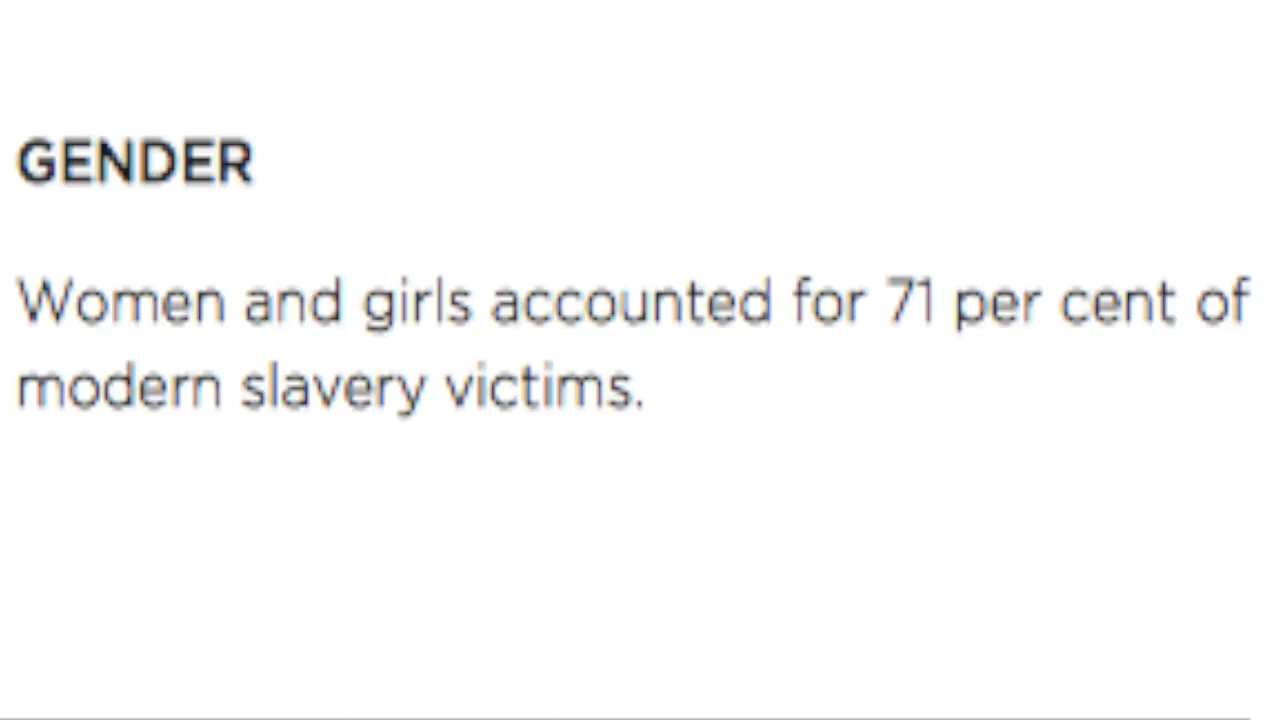 GENDER
Women and girls accounted for 71 per cent of
modern slavery victims.